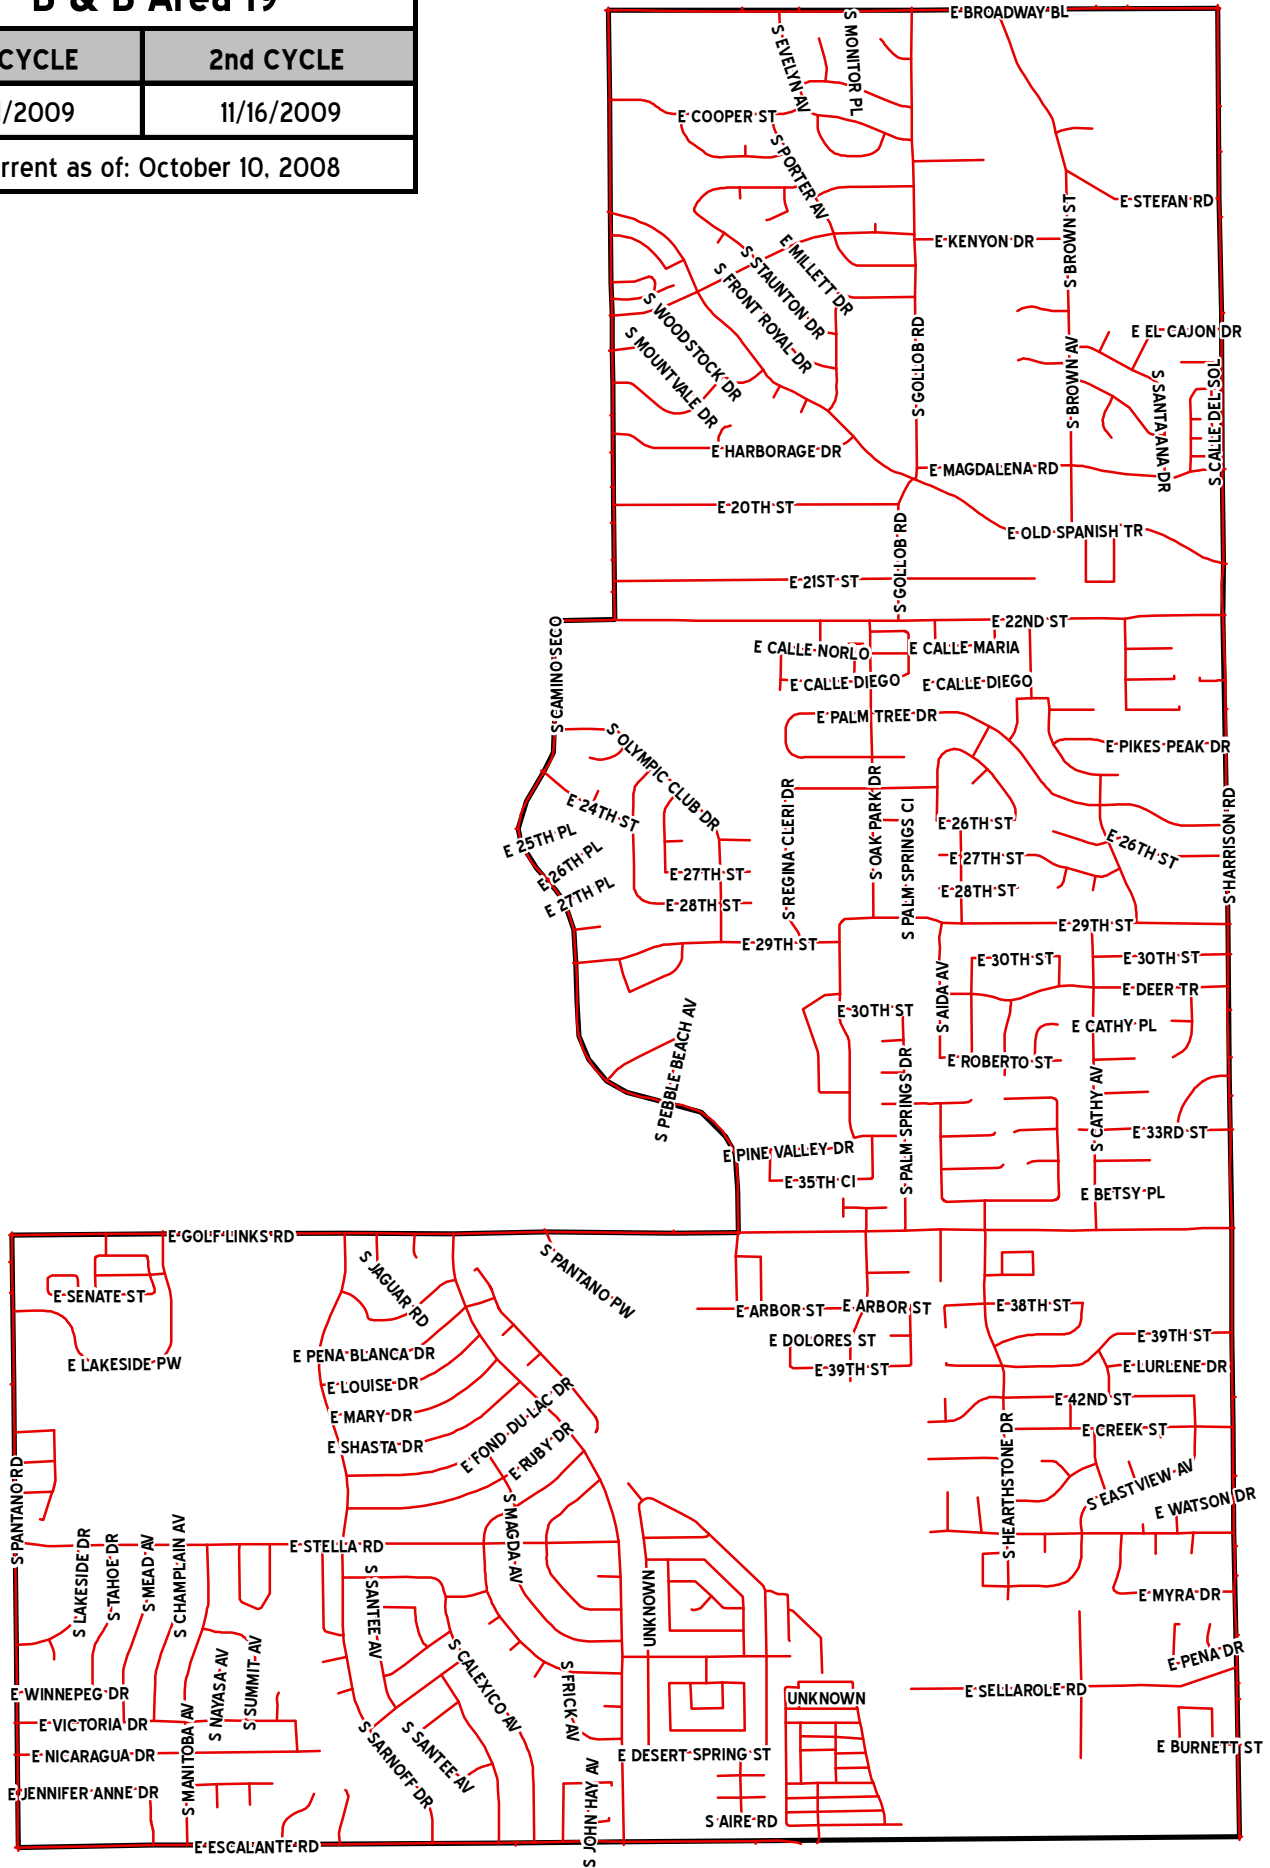 B & B Area 19
CYCLE
2nd CYCLE
/2009
11/16/2009
rrent as of: October 10, 2008
E BROADWAY BL
S EVELYN AV
S MONITOR PL
E COOPER ST
S PORTER AV
E STEFAN RD
S BROWN ST
E KENYON DR
E MILLETT DR
S STAUNTON DR
S FRONT ROYAL DR
S WOODSTOCK DR
S MOUNTVALE DR
S GOLLOB RD
E EL CAJON DR
S BROWN AV
S SANTA ANA DR
S CALLE DEL SOL
E HARBORAGE DR
E MAGDALENA RD
E 20TH ST
S GOLLOB RD
E OLD SPANISH TR
E 21ST ST
E 22ND ST
S CAMINO SECO
E CALLE NORLO
E CALLE MARIA
E CALLE DIEGO
E CALLE DIEGO
E PALM TREE DR
S OLYMPIC CLUB DR
E PIKES PEAK DR
E 24TH ST
S REGINA CLERI DR
S OAK PARK DR
S PALM SPRINGS CI
E 26TH ST
S HARRISON RD
E 25TH PL
E 26TH PL
E 27TH PL
E 27TH ST
E 26TH ST
E 27TH ST
E 28TH ST
E 28TH ST
E 29TH ST
E 29TH ST
E 30TH ST
E 30TH ST
E DEER TR
S AIDA AV
E 30TH ST
E CATHY PL
S PEBBLE BEACH AV
E ROBERTO ST
S PALM SPRINGS DR
S CATHY AV
E 33RD ST
E PINE VALLEY DR
E 35TH CI
E BETSY PL
E GOLF LINKS RD
S JAGUAR RD
S PANTANO PW
E SENATE ST
E ARBOR ST
E ARBOR ST
E 38TH ST
E DOLORES ST
E 39TH ST
E LAKESIDE PW
E PENA BLANCA DR
E 39TH ST
E LURLENE DR
E LOUISE DR
E 42ND ST
E MARY DR
E FOND DU LAC DR
E CREEK ST
E SHASTA DR
E RUBY DR
S HEARTHSTONE DR
S EASTVIEW AV
E WATSON DR
S PANTANO RD
S MAGDA AV
E STELLA RD
S LAKESIDE DR
S TAHOE DR
S MEAD AV
S CHAMPLAIN AV
S SANTEE AV
UNKNOWN
E MYRA DR
S NAYASA AV
S SUMMIT AV
S CALEXICO AV
S FRICK AV
E PENA DR
E WINNEPEG DR
UNKNOWN
E SELLAROLE RD
E VICTORIA DR
S MANITOBA AV
S SARNOFF DR
S SANTEE AV
E NICARAGUA DR
E DESERT SPRING ST
E BURNETT ST
E JENNIFER ANNE DR
S JOHN HAY AV
S AIRE RD
E ESCALANTE RD